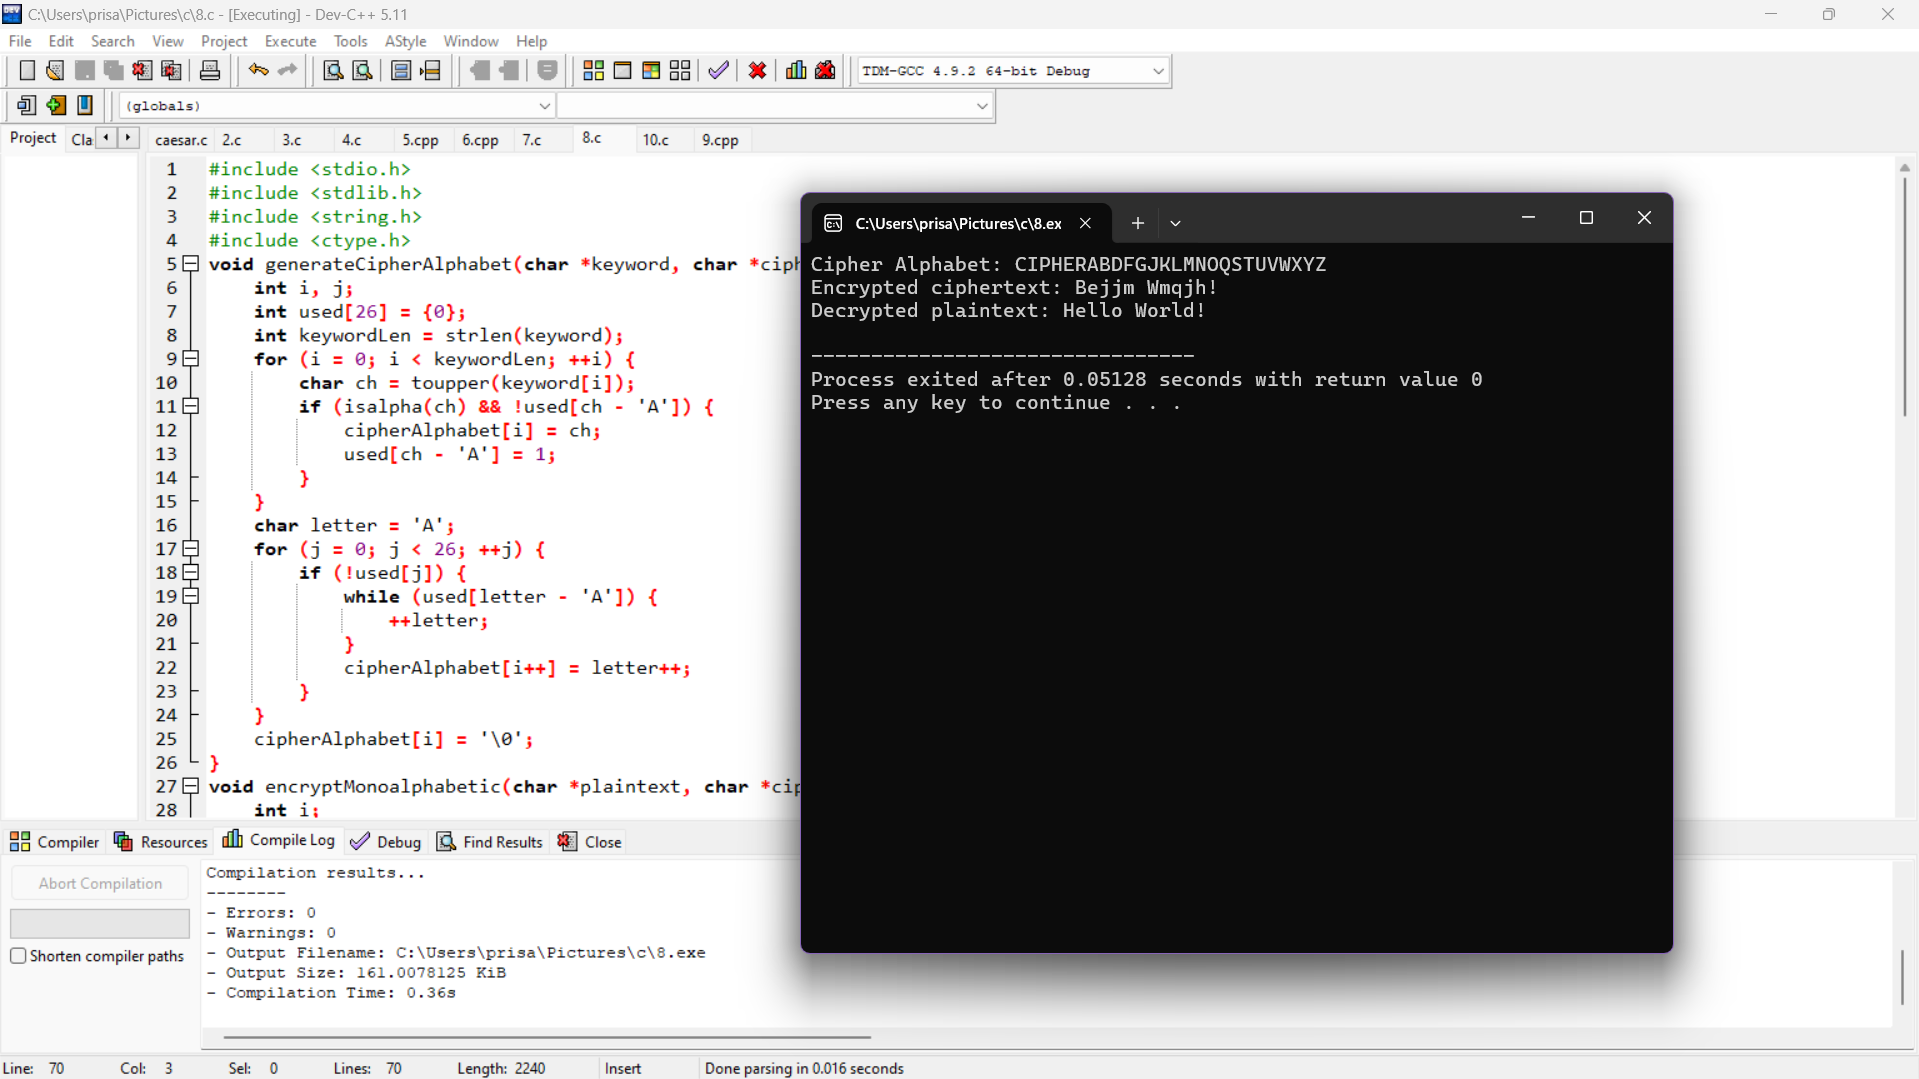 C:\Users\prisa\Pictures\c\8.c - [Executing] - Dev-C++ 5.11
File Edit Search View Project Execute Tools AStyle Window Help
TDM-GCC 4.9.2 64-bit Debug
(globals)
Project Cla caesar.c 2.c 3.c 4.c 5.cpp 6.cpp 7.c 8.c 10.c 9.cpp
1 #include <stdio.h>
2 #include <stdlib.h>
3 #include <string.h>
4 #include <ctype.h>
5 void generateCipherAlphabet(char *keyword, char *ciph
6 int i, j;
7 int used[26] = {0};
8 int keywordLen = strlen(keyword);
9 for (i = 0; i < keywordLen; ++i) {
10 char ch = toupper(keyword[i]);
11 if (isalpha(ch) && !used[ch - 'A']) {
12 cipherAlphabet[i] = ch;
13 used[ch - 'A'] = 1;
14 }
15 }
16 char letter = 'A';
17 for (j = 0; j < 26; ++j) {
18 if (!used[j]) {
19 while (used[letter - 'A']) {
20 ++letter;
21 }
22 cipherAlphabet[i++] = letter++;
23 }
24 }
25 cipherAlphabet[i] = '\0';
26 }
27 void encryptMonoalphabetic(char *plaintext, char *cip
28 int i;
C:\Users\prisa\Pictures\c\8.ex
Cipher Alphabet: CIPHERABDFGJKLMNOQSTUVWXYZ
Encrypted ciphertext: Bejjm Wmqjh!
Decrypted plaintext: Hello World!
--------------------------------
Process exited after 0.05128 seconds with return value 0
Press any key to continue . . .
Compiler Resources Compile Log Debug Find Results Close
Abort Compilation
Shorten compiler paths
Compilation results...
--------
- Errors: 0
- Warnings: 0
- Output Filename: C:\Users\prisa\Pictures\c\8.exe
- Output Size: 161.0078125 KiB
- Compilation Time: 0.36s
Line: 70 Col: 3 Sel: 0 Lines: 70 Length: 2240 Insert Done parsing in 0.016 seconds